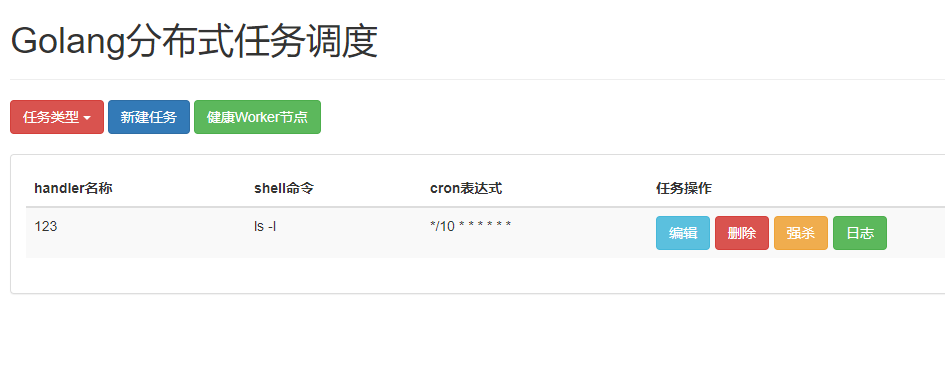 Golang分布式任务调度
任务类型 新建任务 健康Worker节点
handler名称 shell命令 cron表达式 任务操作
123 ls -l */10 * * * * * * 编辑 删除 强杀 日志